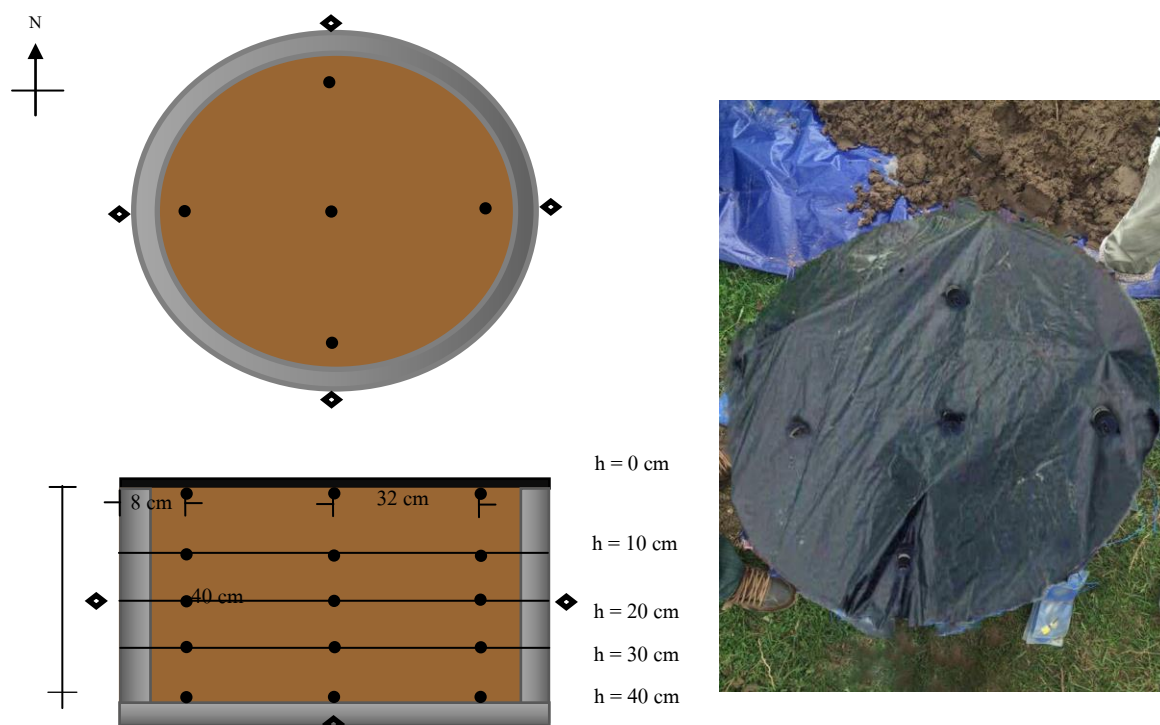 N
h = 0 cm
8 cm
32 cm
h = 10 cm
40 cm
h = 20 cm
h = 30 cm
h = 40 cm